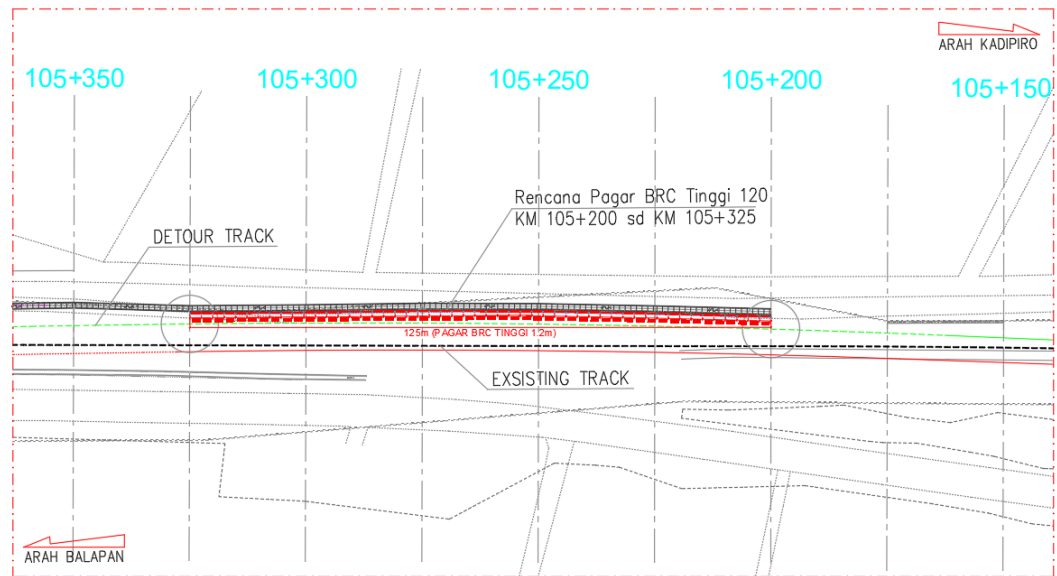 ARAH KADIPIRO
105+350
105+300
105+250
105+200
105+150
Rencana Pagar BRC Tinggi 120
KM 105+200 sd KM 105+325
DETOUR TRACK
125m (PAGAR BRC TINGGI 1.2m)
EXSISTING TRACK
ARAH BALAPAN